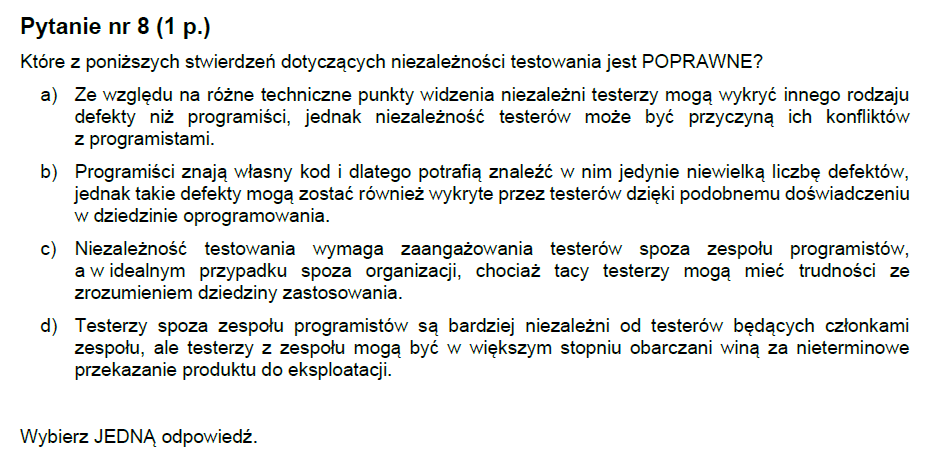 Pytanie nr 8 (1 p.)
Które z poniższych stwierdzeń dotyczących niezależności testowania jest POPRAWNE?
a) Ze względu na różne techniczne punkty widzenia niezależni testerzy mogą wykryć innego rodzaju
defekty niż programiści, jednak niezależność testerów może być przyczyną ich konfliktów
z programistami.
b) Programiści znają własny kod i dlatego potrafią znaleźć w nim jedynie niewielką liczbę defektów,
jednak takie defekty mogą zostać również wykryte przez testerów dzięki podobnemu doświadczeniu
w dziedzinie oprogramowania.
c) Niezależność testowania wymaga zaangażowania testerów spoza zespołu programistów,
a w idealnym przypadku spoza organizacji, chociaż tacy testerzy mogą mieć trudności ze
zrozumieniem dziedziny zastosowania.
d) Testerzy spoza zespołu programistów są bardziej niezależni od testerów będących członkami
zespołu, ale testerzy z zespołu mogą być w większym stopniu obarczani winą za nieterminowe
przekazanie produktu do eksploatacji.
Wybierz JEDNĄ odpowiedź.